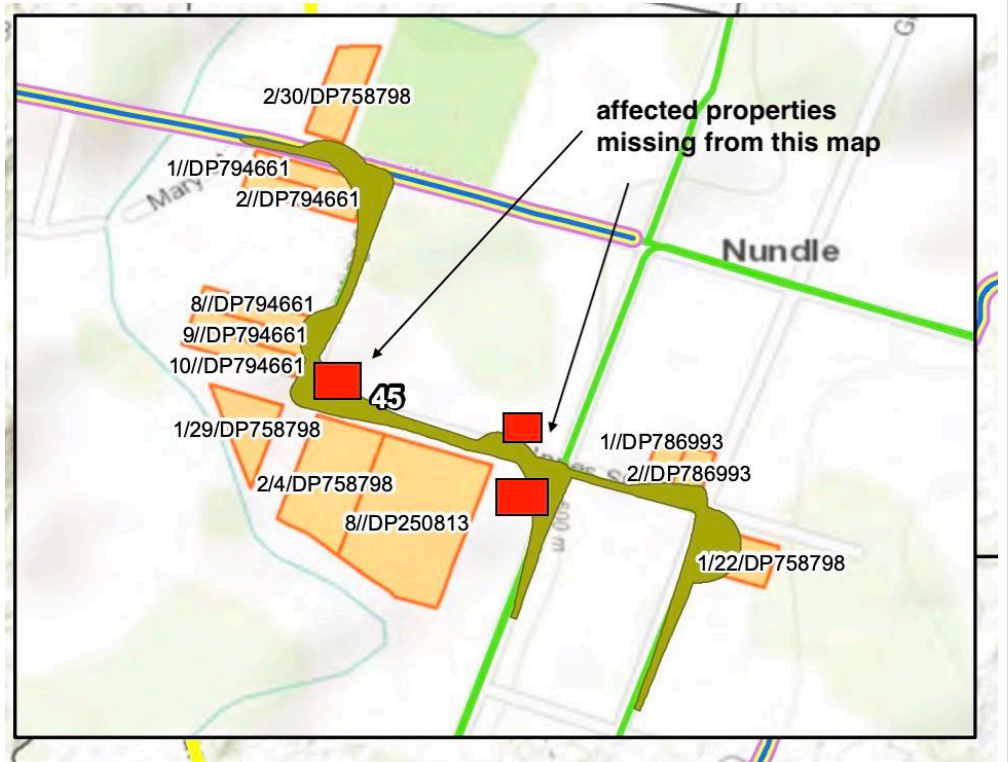 2/30/DP758798
affected properties
missing from this map
1//DP794661
Mary
2//DP794661
Nundle
8//DP794661
9//DP794661
10//DP794661
45
1/29/DP758798
1//DP786993
2/4/DP758798
2//DP786993
8//DP250813
1/22/DP758798